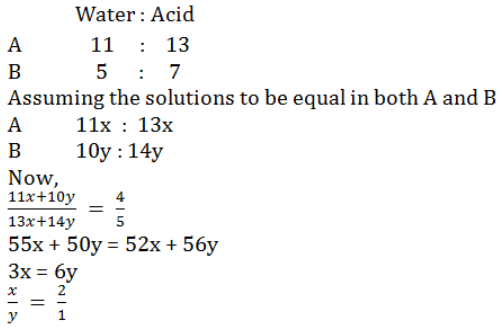 Water : Acid
A 11 : 13
B 5 : 7
Assuming the solutions to be equal in both A and B
A 11x : 13x
B 10y : 14y
Now,
11x+10y / 13x+14y = 4 / 5
55x + 50y = 52x + 56y
3x = 6y
x / y = 2 / 1